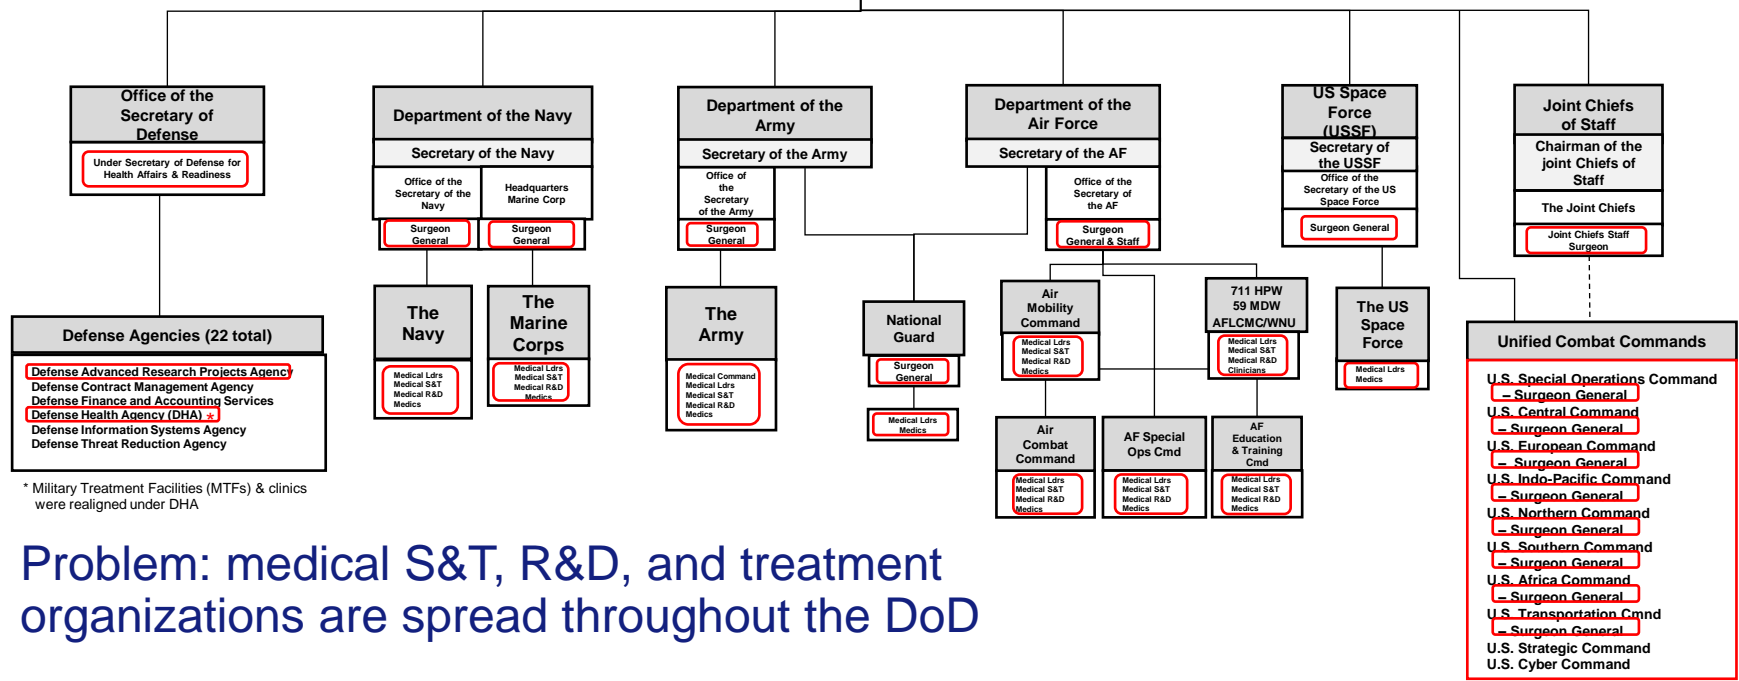 Office of the
Secretary of
Defense
Under Secretary of Defense for
Health Affairs & Readiness
Defense Agencies (22 total)
Defense Advanced Research Projects Agency
Defense Contract Management Agency
Defense Finance and Accounting Services
Defense Health Agency (DHA) *
Defense Information Systems Agency
Defense Threat Reduction Agency
* Military Treatment Facilities (MTFs) & clinics
were realigned under DHA
Department of the Navy
Secretary of the Navy
Office of the
Secretary of the
Navy
Surgeon
General
Headquarters
Marine Corp
Surgeon
General
The
Navy
Medical Ldrs
Medical S&T
Medical R&D
Medics
The
Marine
Corps
Medical Ldrs
Medical S&T
Medical R&D
Medics
Department of the
Army
Secretary of the Army
Office of
the
Secretary
of the Army
Surgeon
General
The
Army
Medical Command
Medical Ldrs
Medical S&T
Medical R&D
Medics
National
Guard
Surgeon
General
Medical Ldrs
Medics
Department of the
Air Force
Secretary of the AF
Office of the
Secretary of
the AF
Surgeon
General & Staff
Air
Mobility
Command
Medical Ldrs
Medical S&T
Medical R&D
Medics
711 HPW
59 MDW
AFLCMC/WNU
Medical Ldrs
Medical S&T
Medical R&D
Clinicians
Air
Combat
Command
Medical Ldrs
Medical S&T
Medical R&D
Medics
AF Special
Ops Cmd
Medical Ldrs
Medical S&T
Medical R&D
Medics
AF
Education
& Training
Cmd
Medical Ldrs
Medical S&T
Medical R&D
Medics
US Space
Force
(USSF)
Secretary of
the USSF
Office of the
Secretary of the US
Space Force
Surgeon General
The US
Space
Force
Medical Ldrs
Medics
Joint Chiefs
of Staff
Chairman of the
joint Chiefs of
Staff
The Joint Chiefs
Joint Chiefs Staff
Surgeon
Unified Combat Commands
U.S. Special Operations Command
– Surgeon General
U.S. Central Command
– Surgeon General
U.S. European Command
– Surgeon General
U.S. Indo-Pacific Command
– Surgeon General
U.S. Northern Command
– Surgeon General
U.S. Southern Command
– Surgeon General
U.S. Africa Command
– Surgeon General
U.S. Transportation Cmnd
– Surgeon General
U.S. Strategic Command
U.S. Cyber Command
Problem: medical S&T, R&D, and treatment
organizations are spread throughout the DoD